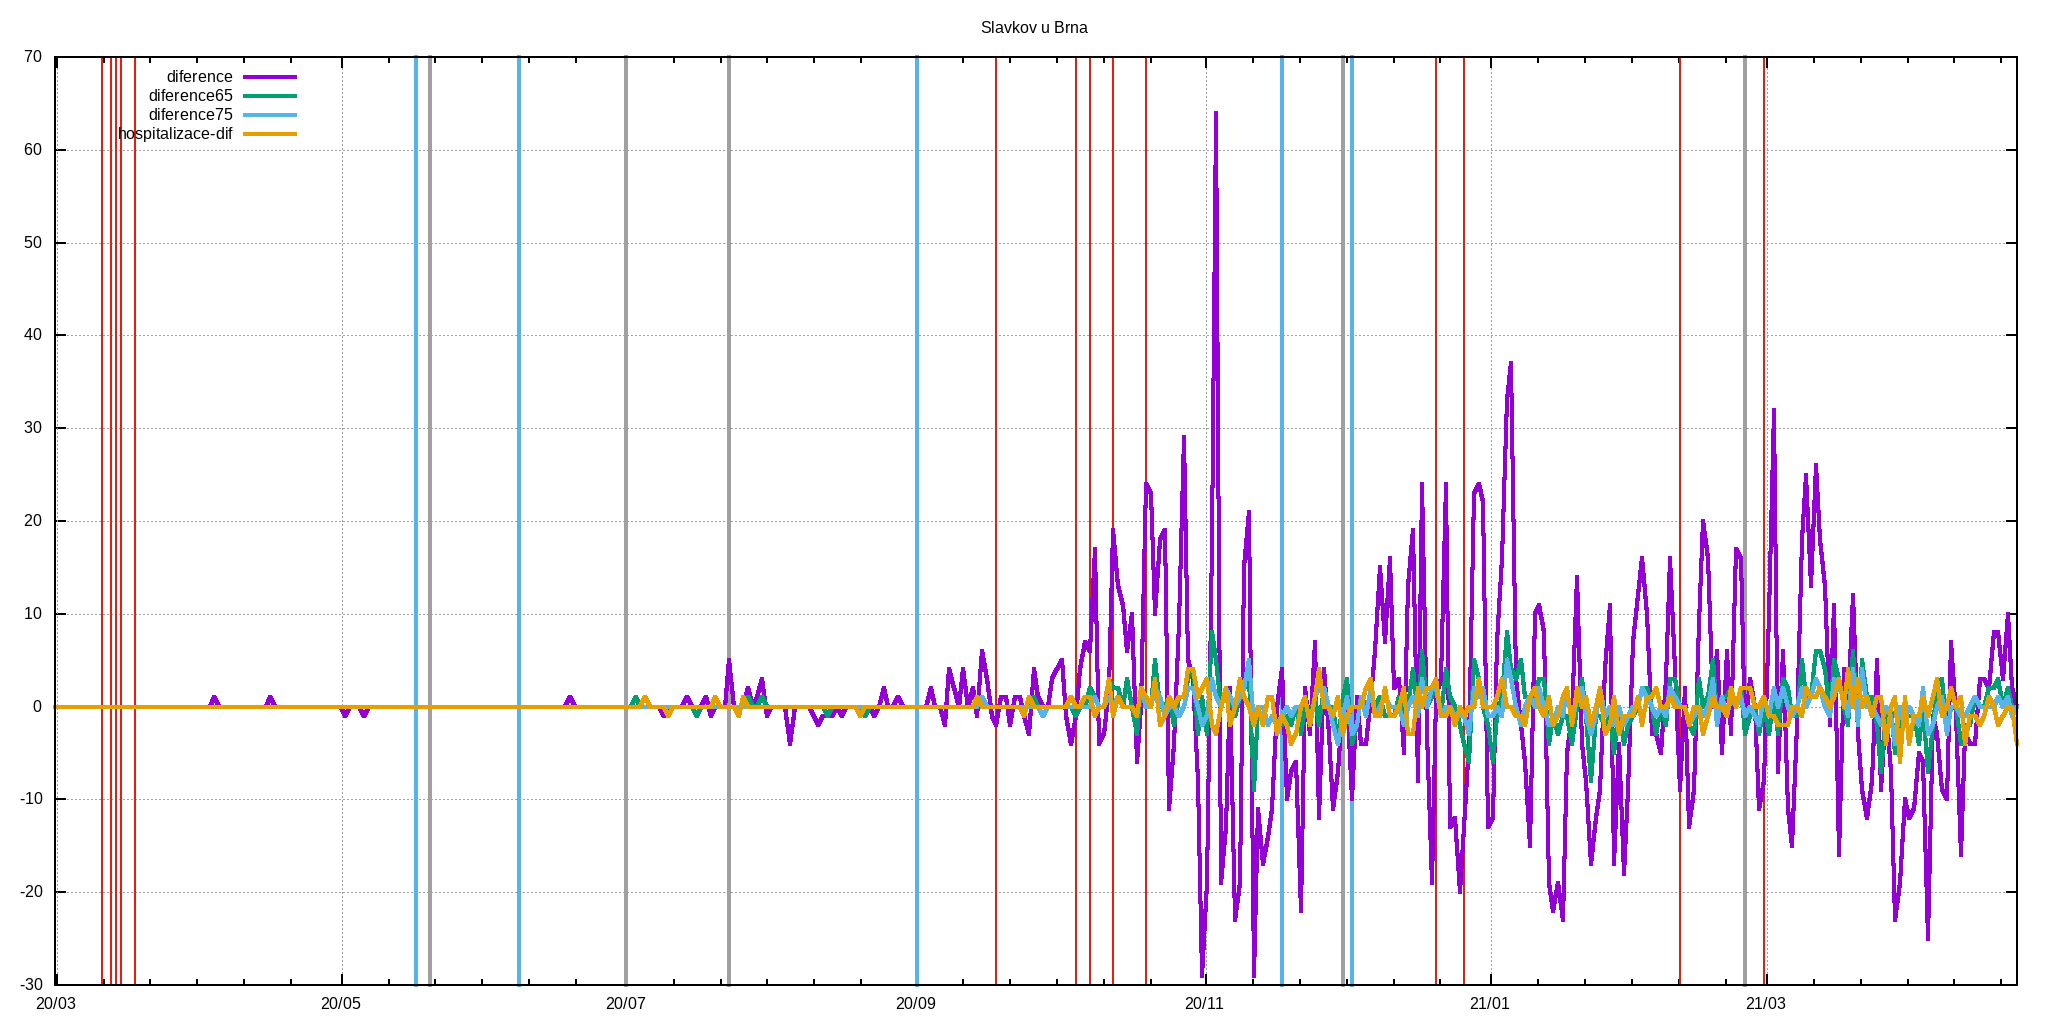 Slavkov u Brna
70
60
50
40
30
20
10
0
-10
-20
-30
diference
diference65
diference75
hospitalizace-dif
20/03 20/05 20/07 20/09 20/11 21/01 21/03